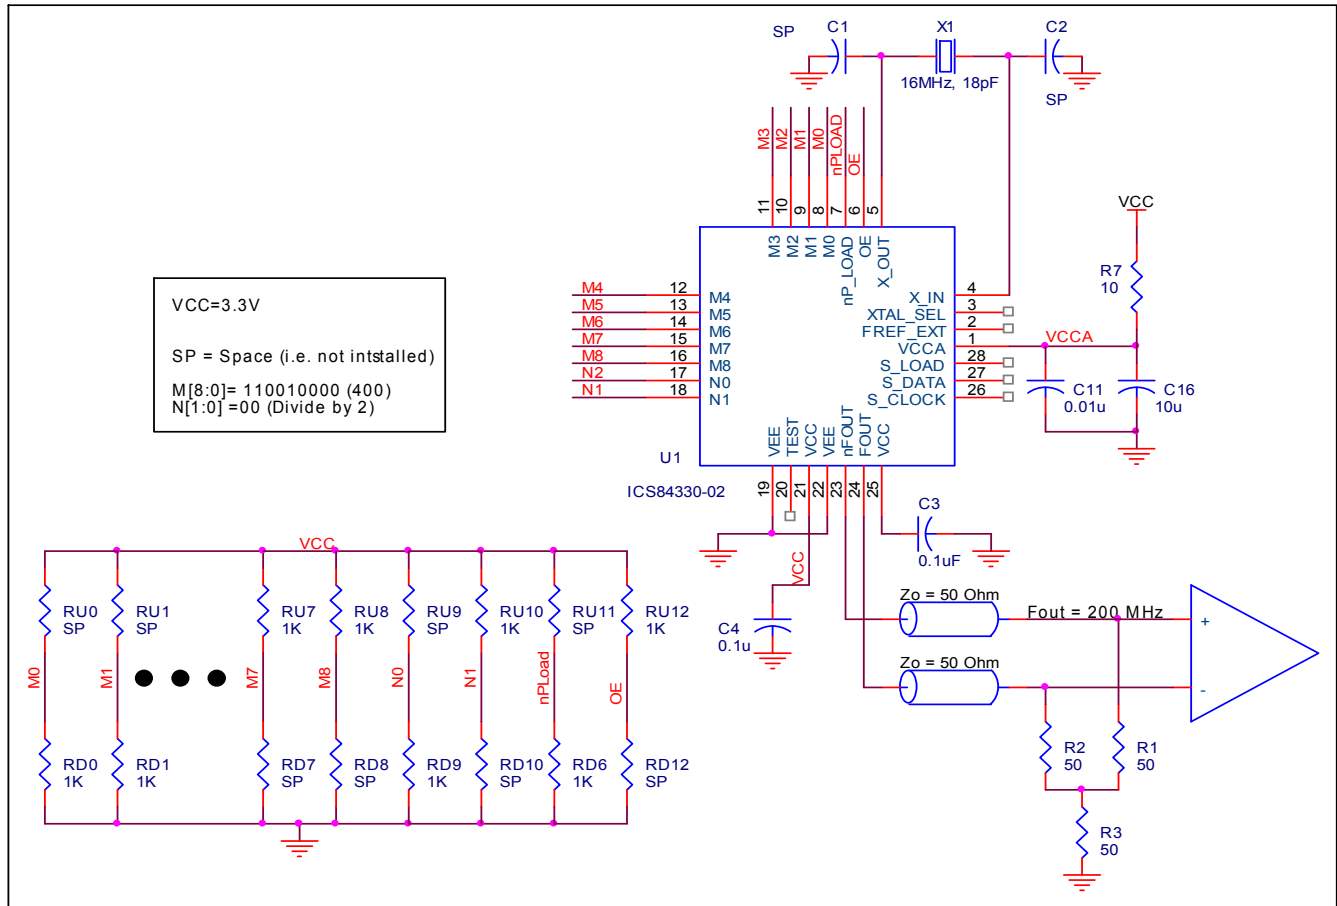 SP
C1
X1
C2
16MHz, 18pF
SP
M3
M2
M1
M0
nPLOAD
OE
11
10
9
8
7
6
5
M3
M2
M1
M0
nP_LOAD
OE
X_OUT
VCC
R7
10
VCCA
VCC=3.3V
SP = Space (i.e. not intstalled)
M[8:0]= 110010000 (400)
N[1:0] =00 (Divide by 2)
M4
12
M4
M5
13
M5
M6
14
M6
M7
15
M7
M8
16
M8
N2
17
N0
N1
18
N1
X_IN
4
XTAL_SEL
3
FREF_EXT
2
VCCA
1
S_LOAD
28
S_DATA
27
S_CLOCK
26
C11
0.01u
C16
10u
VEE
TEST
VCC
VEE
nFOUT
FOUT
VCC
U1
ICS84330-02
19
20
21
22
23
24
25
C3
0.1uF
VCC
C4
0.1u
Zo = 50 Ohm
Fout = 200 MHz
Zo = 50 Ohm
+
-
R2
50
R1
50
R3
50
VCC
RU0
SP
RU1
SP
RU7
1K
RU8
1K
RU9
SP
RU10
1K
RU11
SP
RU12
1K
M0
M1
M7
M8
N0
N1
nPLoad
OE
RD0
1K
RD1
1K
RD7
SP
RD8
SP
RD9
1K
RD10
SP
RD6
1K
RD12
SP